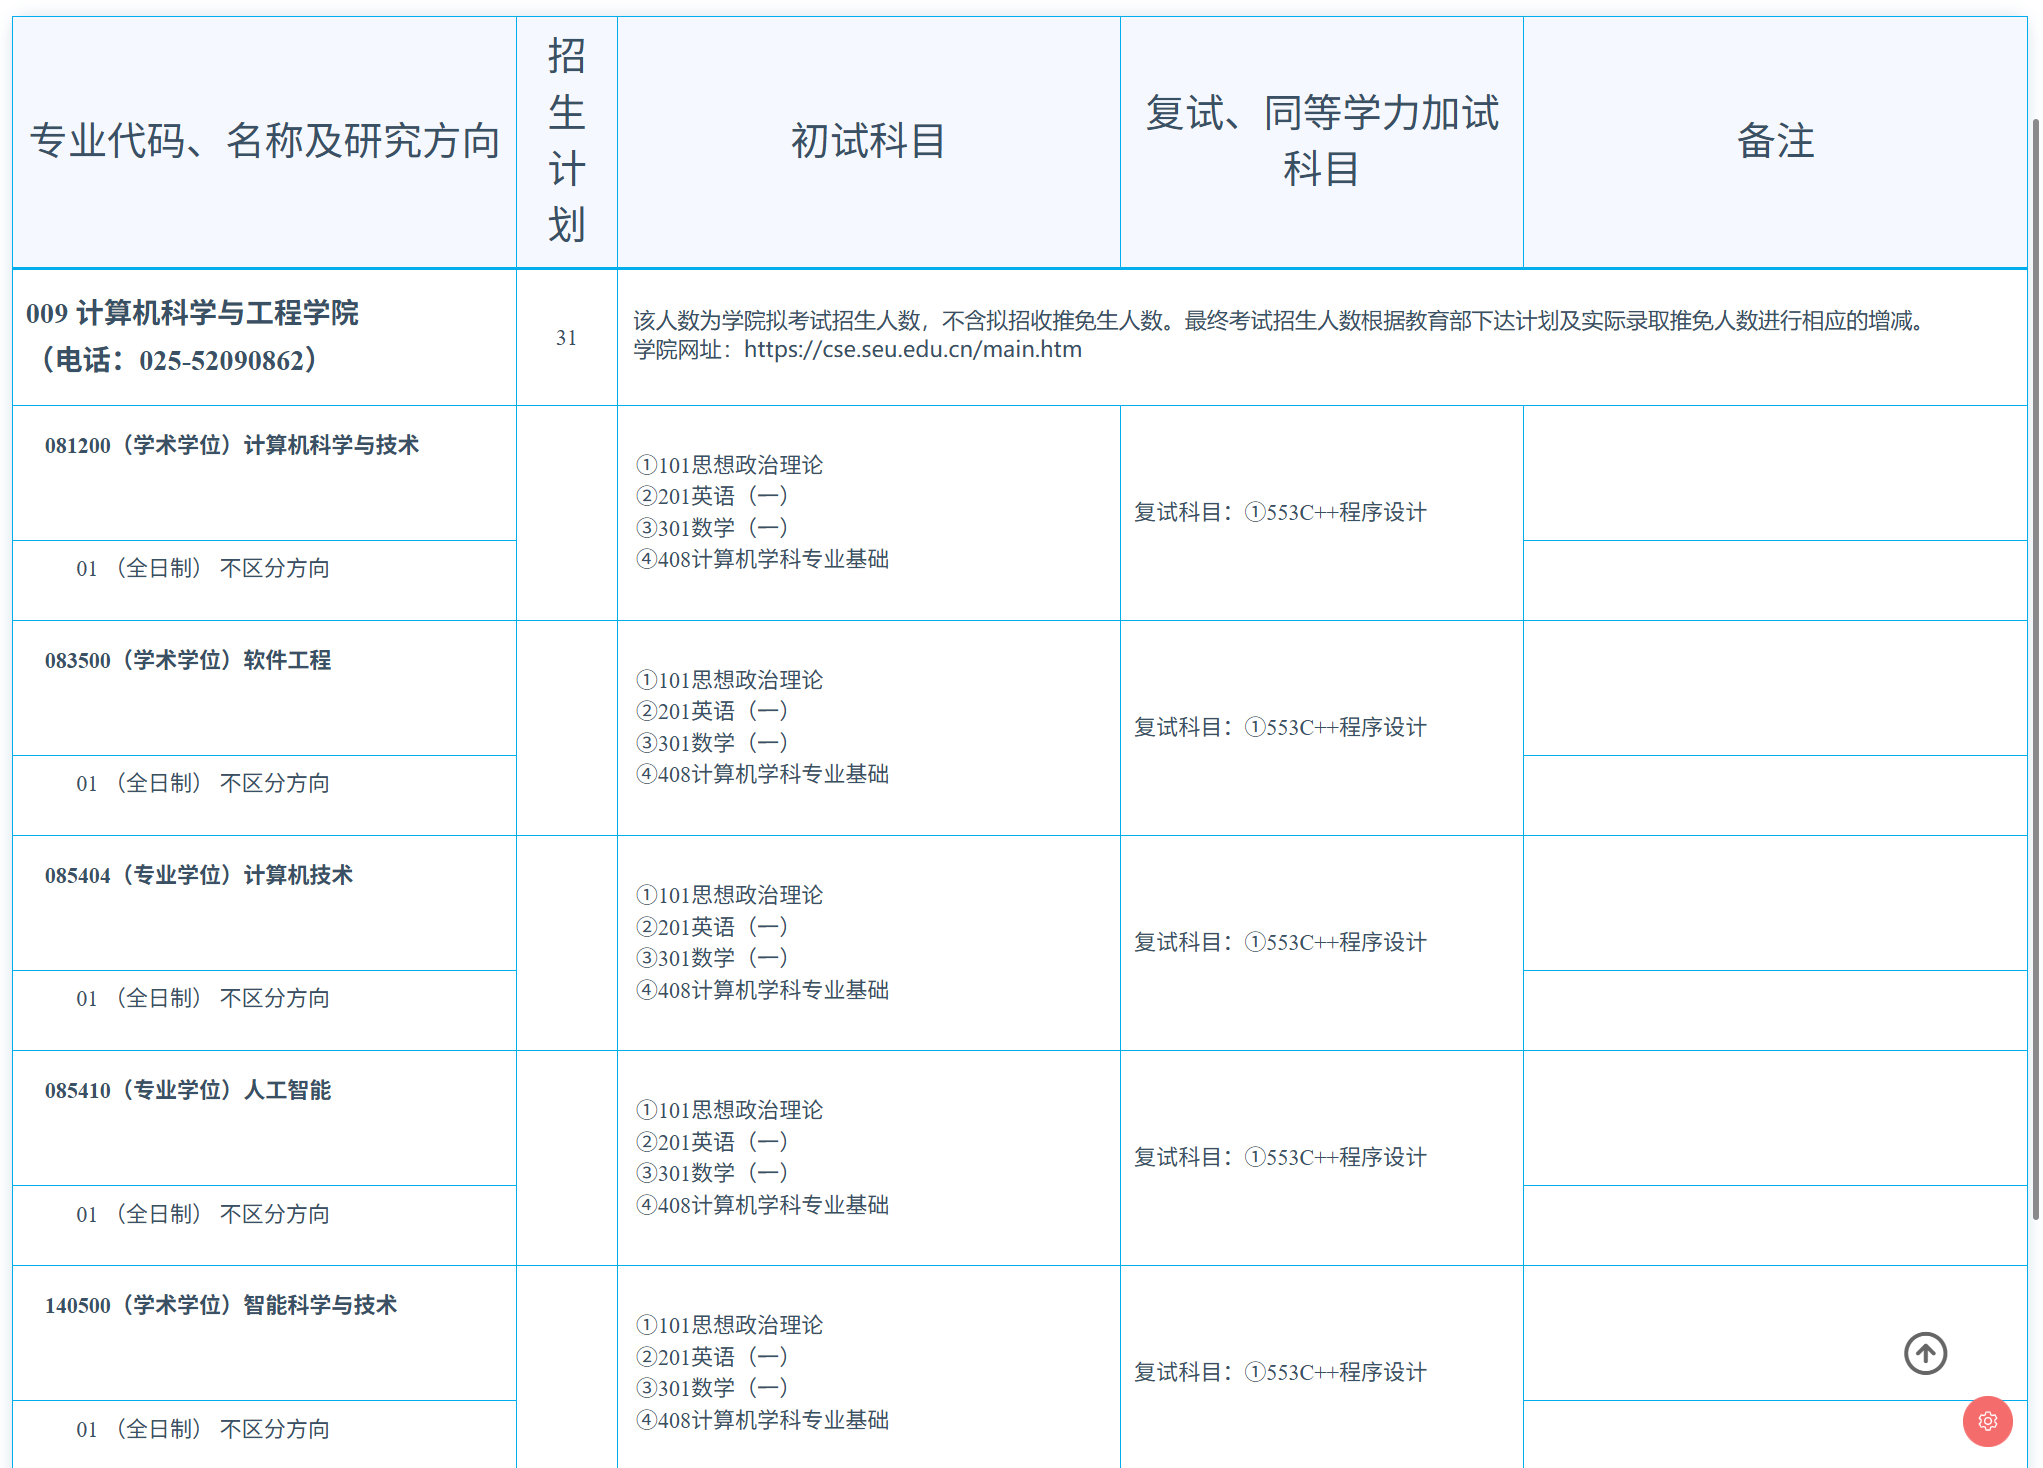 专业代码、名称及研究方向
招
生
计
划
初试科目
复试、同等学力加试
科目
备注
009 计算机科学与工程学院
（电话：025-52090862）
31
该人数为学院拟考试招生人数，不含拟招收推免生人数。最终考试招生人数根据教育部下达计划及实际录取推免人数进行相应的增减。
学院网址：https://cse.seu.edu.cn/main.htm
081200（学术学位）计算机科学与技术
①101思想政治理论
②201英语（一）
③301数学（一）
④408计算机学科专业基础
复试科目：①553C++程序设计
01 （全日制） 不区分方向
083500（学术学位）软件工程
①101思想政治理论
②201英语（一）
③301数学（一）
④408计算机学科专业基础
复试科目：①553C++程序设计
01 （全日制） 不区分方向
085404（专业学位）计算机技术
①101思想政治理论
②201英语（一）
③301数学（一）
④408计算机学科专业基础
复试科目：①553C++程序设计
01 （全日制） 不区分方向
085410（专业学位）人工智能
①101思想政治理论
②201英语（一）
③301数学（一）
④408计算机学科专业基础
复试科目：①553C++程序设计
01 （全日制） 不区分方向
140500（学术学位）智能科学与技术
①101思想政治理论
②201英语（一）
③301数学（一）
④408计算机学科专业基础
复试科目：①553C++程序设计
01 （全日制） 不区分方向